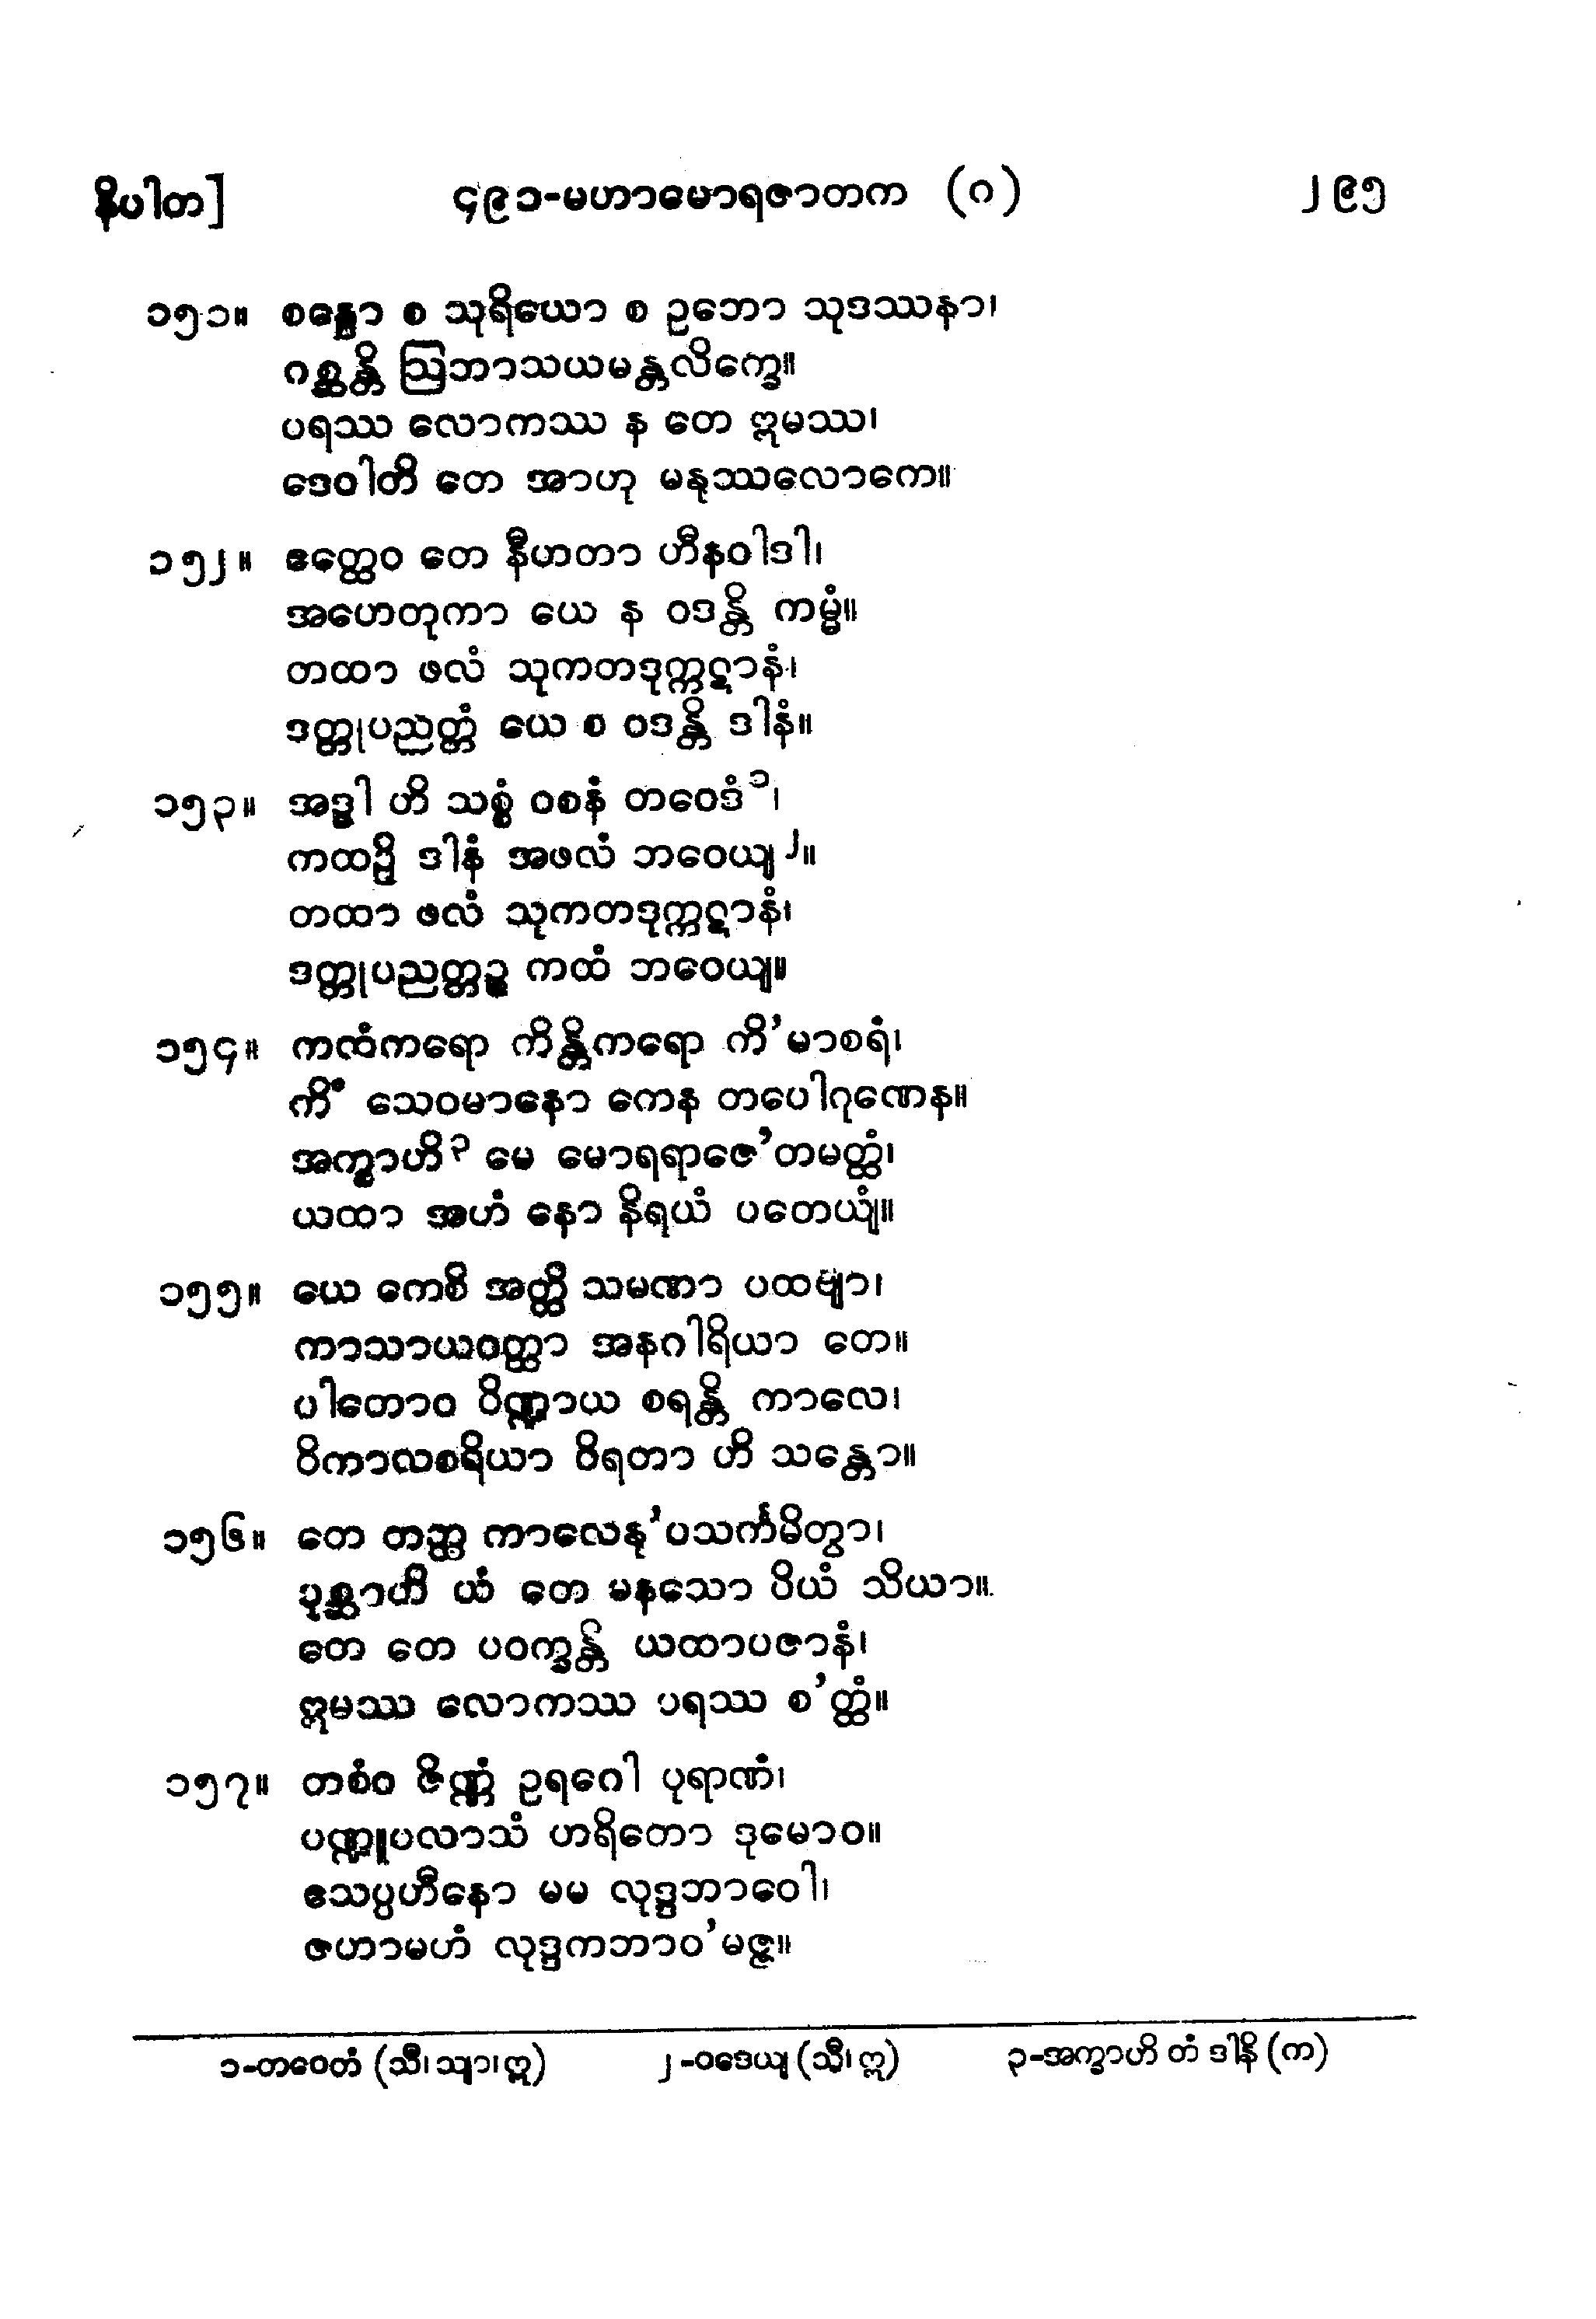 နိပါတ]
၄၉၁-မဟာမောရဇာတက (ဂ)
၂၉၅
၁၅၁။ စန္ဒော စ သုရိယော စ ဥဘော သုဒဿနာ၊
ဂစ္ဆန္တိ ဩဘာသယမန္တလိက္ခေ။
ပရဿ လောကဿ န တေ ဣမဿ၊
ဒေဝါတိ တေ အာဟု မနုဿလောကေ။
၁၅၂။ ဧတ္ထေဝ တေ နီဟတာ ဟီနဝါဒါ၊
အဟေတုကာ ယေ န ဝဒန္တိ ကမ္မံ။
တထာ ဖလံ သုကတဒုက္ကဋာနံ၊
ဒတ္တုပညတ္တံ ယေ စ ဝဒန္တိ ဒါနံ။
၁၅၃။ အဒ္ဓါ ဟိ သစ္စံ ဝစနံ တဝေဒံ၁၊
ကထဉှိ ဒါနံ အဖလံ ဘဝေယျ၂။
တထာ ဖလံ သုကတဒုက္ကဋာနံ၊
ဒတ္တုပညတ္တဉ္စ ကထံ ဘဝေယျ။
၁၅၄။ ကထံကရော ကိန္တိကရော ကိ’မာစရံ၊
ကိံ သေဝမာနော ကေန တပေါဂုဏေန။
အက္ခာဟိ၃ မေ မောရရာဇေ’တမတ္ထံ၊
ယထာ အဟံ နော နိရယံ ပတေယျံ။
၁၅၅။ ယေ ကေစိ အတ္ထိ သမဏာ ပထဗျာ၊
ကာသာယဝတ္ထာ အနဂါရိယာ တေ။
ပါတောဝ ပိဏ္ဍာယ စရန္တိ ကာလေ၊
ဝိကာလစရိယာ ဝိရတာ ဟိ သန္တော။
၁၅၆။ တေ တတ္ထ ကာလေနု’ပသင်္ကမိတွာ၊
ပုစ္ဆာဟိ ယံ တေ မနသော ပိယံ သိယာ။
တေ တေ ပဝက္ခန္တိ ယထာပဇာနံ၊
ဣမဿ လောကဿ ပရဿ စ’တ္ထံ။
၁၅၇။ တစံဝ ဇိဏ္ဏံ ဥရဂေါ ပုရာဏံ၊
ပဏ္ဍူပလာသံ ဟရိတော ဒုမောဝ။
ဧသပ္ပဟီနော မမ လုဒ္ဒဘာဝေါ၊
ဇဟာမဟံ လုဒ္ဒကဘာဝ’မဇ္ဇ။
၁-တဝေတံ (သီ၊ သျာ၊ ဣ)
၂-ဝဒေယျ (သီ၊ ဣ)
၃-အက္ခာဟိ တံ ဒါနိ (က)